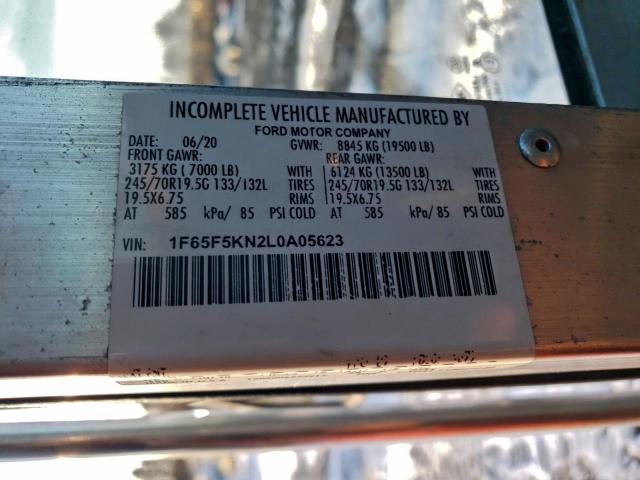 INCOMPLETE VEHICLE MANUFACTURED BY
FORD MOTOR COMPANY
DATE: 06/20 GVWR: 8845 KG (19500 LB)
FRONT GAWR: REAR GAWR:
3175 KG ( 7000 LB) WITH 6124 KG (13500 LB) WITH
245/70R19.5G 133/132L TIRES 245/70R19.5G 133/132L TIRES
19.5X6.75 RIMS 19.5X6.75 RIMS
AT 585 kPa/ 85 PSI COLD AT 585 kPa/ 85 PSI COLD
VIN: 1F65F5KN2L0A05623